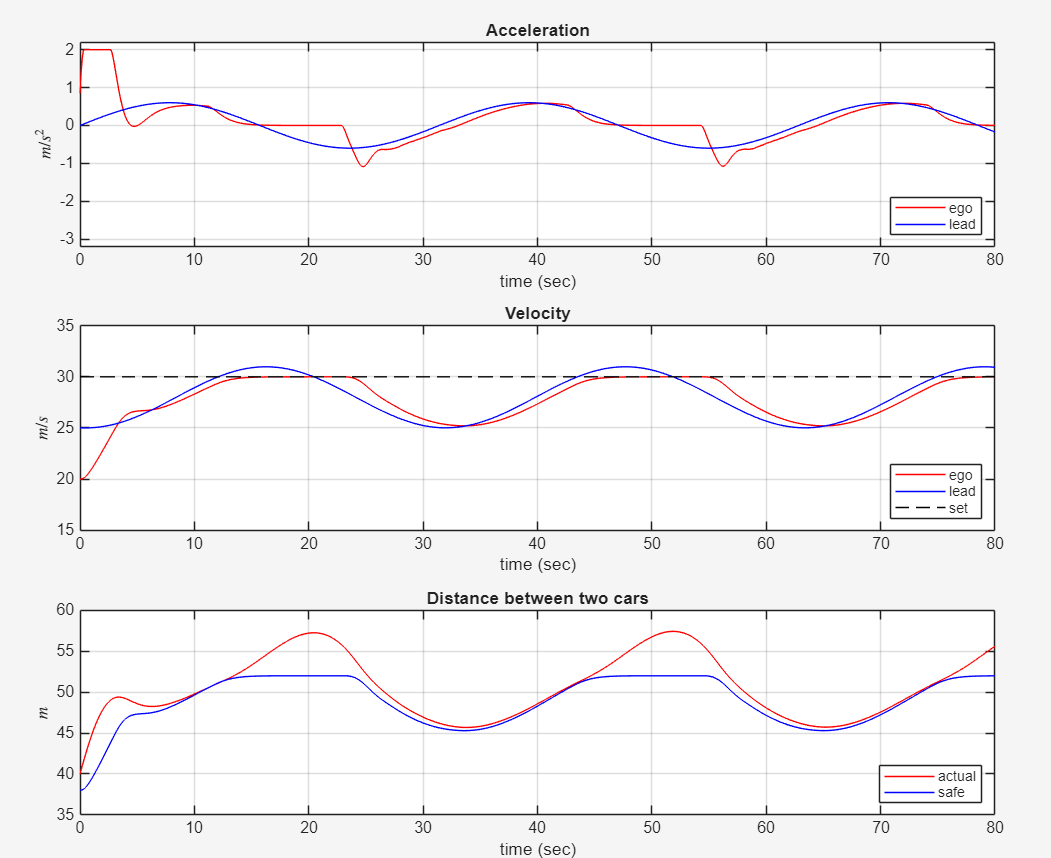 Acceleration
2
1
0
-1
-2
-3
m/s²
0 10 20 30 40 50 60 70 80
time (sec)
ego
lead
Velocity
35
30
25
20
15
m/s
0 10 20 30 40 50 60 70 80
time (sec)
ego
lead
set
Distance between two cars
60
55
50
45
40
35
m
0 10 20 30 40 50 60 70 80
time (sec)
actual
safe